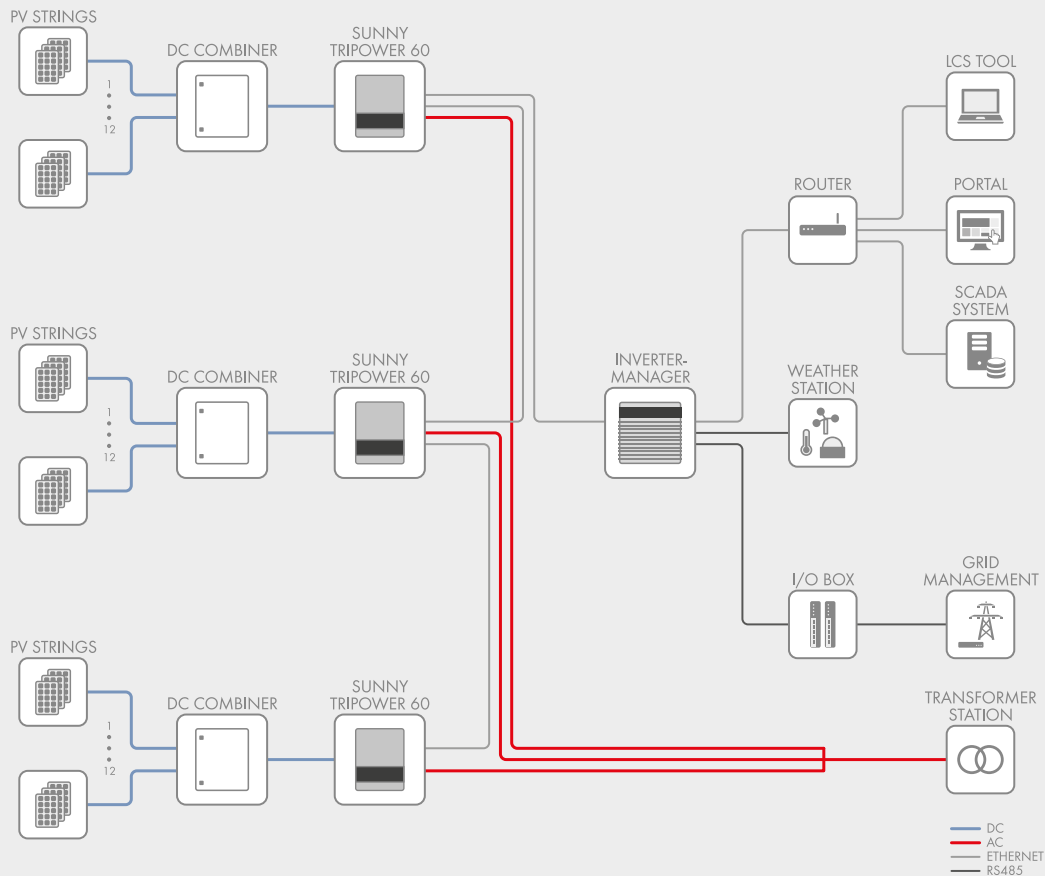 PV STRINGS
1
12
DC COMBINER
SUNNY
TRIPOWER 60
PV STRINGS
1
12
DC COMBINER
SUNNY
TRIPOWER 60
PV STRINGS
1
12
DC COMBINER
SUNNY
TRIPOWER 60
INVERTER-
MANAGER
ROUTER
LCS TOOL
PORTAL
SCADA
SYSTEM
WEATHER
STATION
I/O BOX
GRID
MANAGEMENT
TRANSFORMER
STATION
DC
AC
ETHERNET
RS485